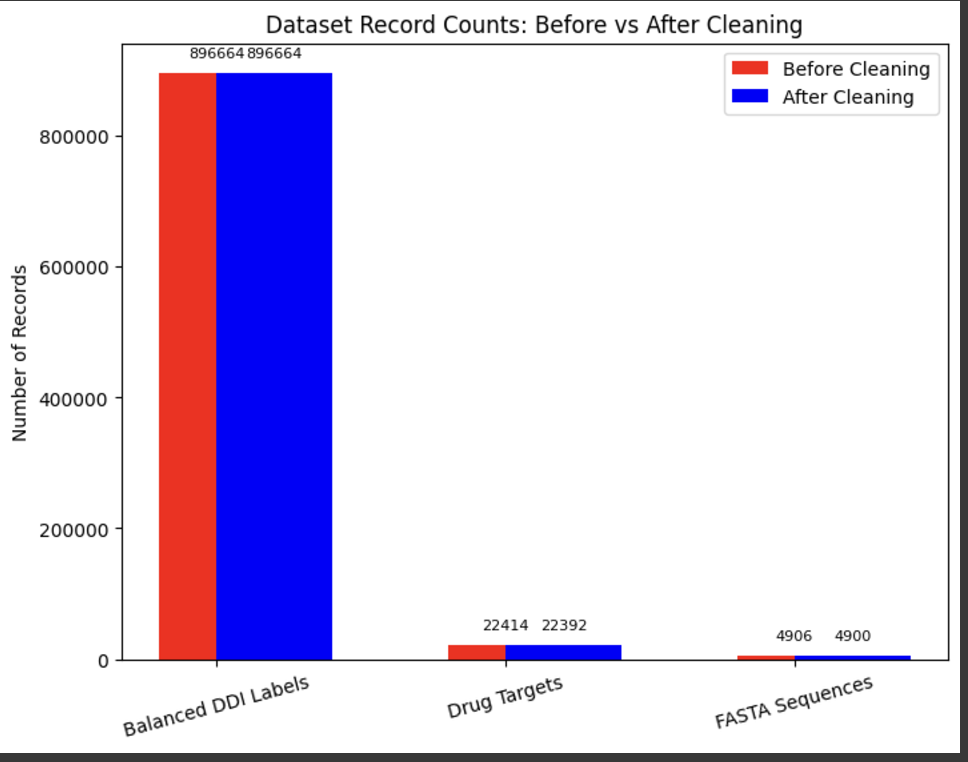 Dataset Record Counts: Before vs After Cleaning
896664 896664
Before Cleaning
After Cleaning
800000
600000
400000
200000
0
Number of Records
22414 22392
4906 4900
Balanced DDI Labels
Drug Targets
FASTA Sequences